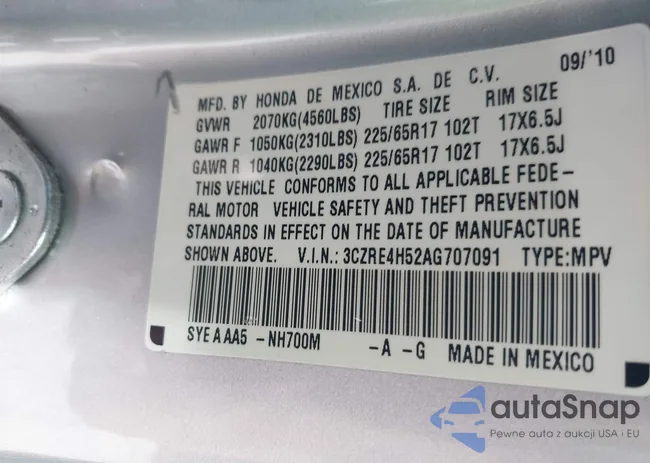 09/'10
MFD. BY HONDA DE MEXICO S.A. DE C.V.
GVWR 2070KG(4560LBS) TIRE SIZE RIM SIZE
GAWR F 1050KG(2310LBS) 225/65R17 102T 17X6.5J
GAWR R 1040KG(2290LBS) 225/65R17 102T 17X6.5J
THIS VEHICLE CONFORMS TO ALL APPLICABLE FEDE-
RAL MOTOR VEHICLE SAFETY AND THEFT PREVENTION
STANDARDS IN EFFECT ON THE DATE OF MANUFACTURE
SHOWN ABOVE. V.I.N.: 3CZRE4H52AG707091 TYPE:MPV
SYE A AA5 -NH700M -A -G MADE IN MEXICO
autaSnap
Pewne auta z aukcji USA i EU